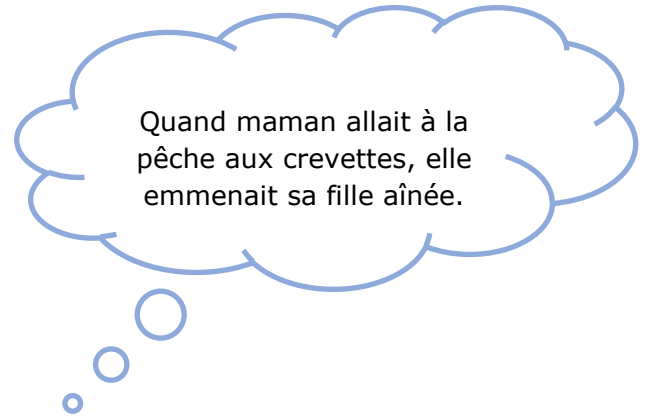 Quand maman allait à la
pêche aux crevettes, elle
emmenait sa fille aînée.